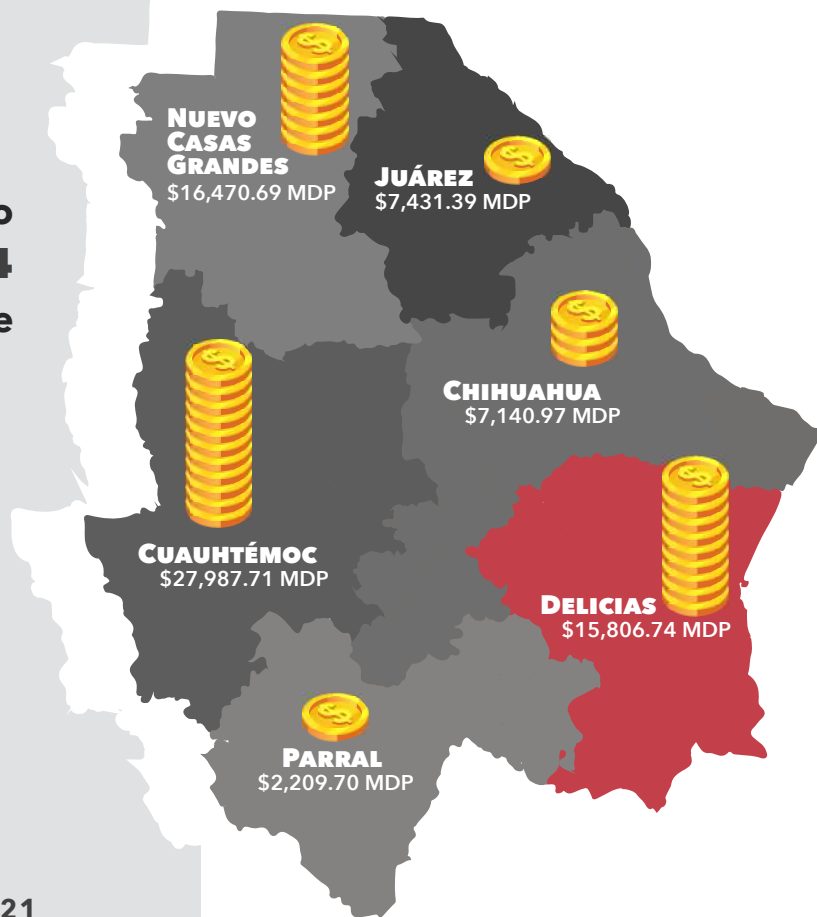 NUEVO
CASAS
GRANDES
$16,470.69 MDP
JUÁREZ
$7,431.39 MDP
o
4
e
CHIHUAHUA
$7,140.97 MDP
CUAUHTÉMOC
$27,987.71 MDP
DELICIAS
$15,806.74 MDP
PARRAL
$2,209.70 MDP
21